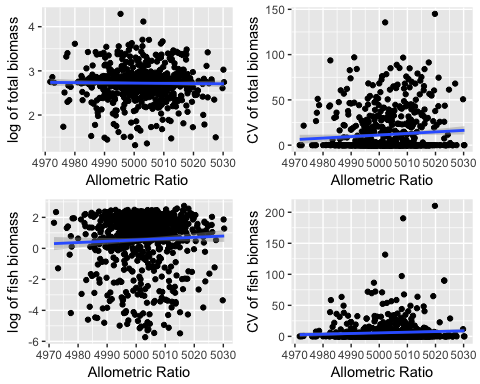 log of total biomass
4
3
2
4970 4980 4990 5000 5010 5020 5030
Allometric Ratio
CV of total biomass
150
100
50
0
4970 4980 4990 5000 5010 5020 5030
Allometric Ratio
log of fish biomass
2
0
-2
-4
-6
4970 4980 4990 5000 5010 5020 5030
Allometric Ratio
CV of fish biomass
200
150
100
50
0
4970 4980 4990 5000 5010 5020 5030
Allometric Ratio